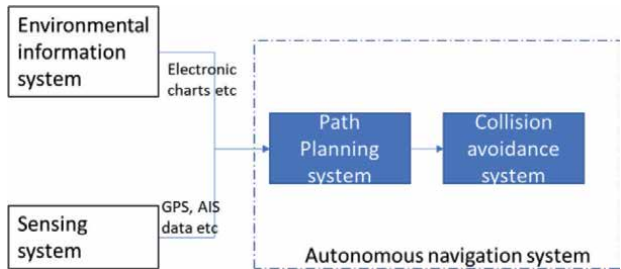 Environmental
information
system
Electronic
charts etc
Path
Planning
system
Collision
avoidance
system
GPS, AIS
data etc
Sensing
system
Autonomous navigation system